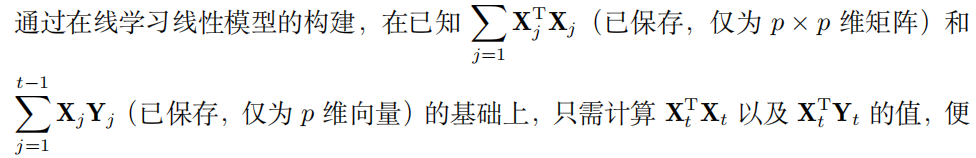 通过在线学习线性模型的构建，在已知 $\sum_{j=1} \mathbf{X}_j^{\mathrm{T}}\mathbf{X}_j$（已保存，仅为 $p \times p$ 维矩阵）和
$\sum_{j=1}^{t-1} \mathbf{X}_j\mathbf{Y}_j$（已保存，仅为 $p$ 维向量）的基础上，只需计算 $\mathbf{X}_t^{\mathrm{T}}\mathbf{X}_t$ 以及 $\mathbf{X}_t^{\mathrm{T}}\mathbf{Y}_t$ 的值，便